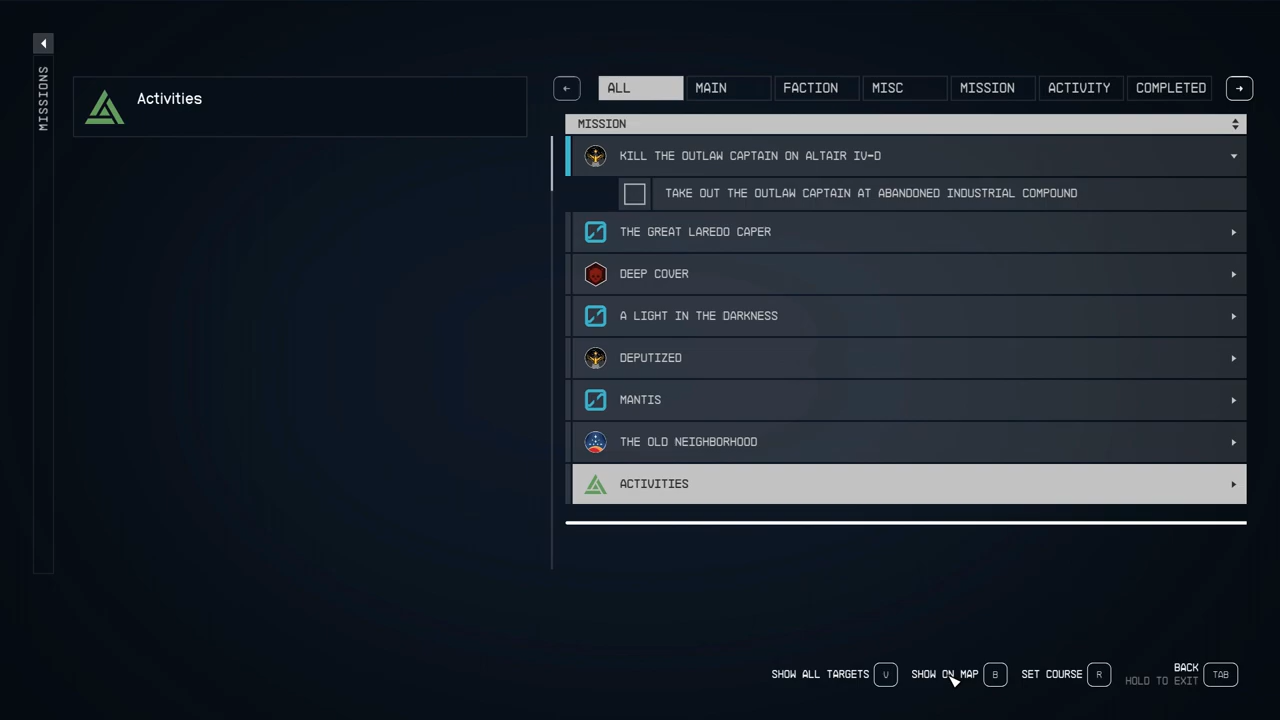 MISSIONS
Activities
ALL MAIN FACTION MISC MISSION ACTIVITY COMPLETED
MISSION
KILL THE OUTLAW CAPTAIN ON ALTAIR IV-D
TAKE OUT THE OUTLAW CAPTAIN AT ABANDONED INDUSTRIAL COMPOUND
THE GREAT LAREDO CAPER
DEEP COVER
A LIGHT IN THE DARKNESS
DEPUTIZED
MANTIS
THE OLD NEIGHBORHOOD
ACTIVITIES
SHOW ALL TARGETS V SHOW ON MAP B SET COURSE R BACK TAB
HOLD TO EXIT